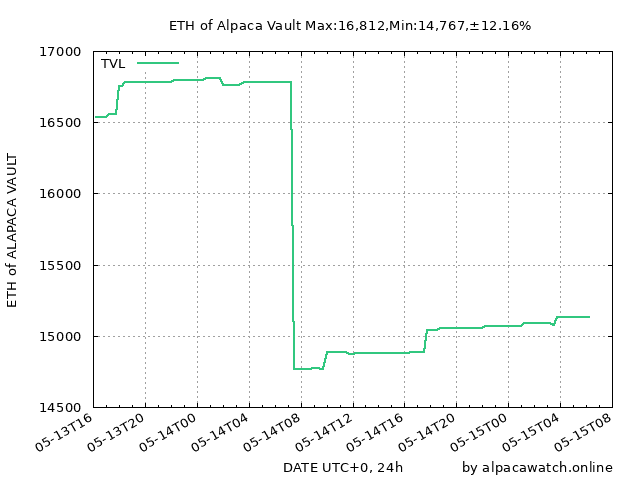 ETH of Alpaca Vault Max:16,812,Min:14,767,±12.16%
17000
TVL
16500
16000
15500
15000
14500
ETH of ALAPACA VAULT
05-13T16
05-13T20
05-14T00
05-14T04
05-14T08
05-14T12
05-14T16
05-14T20
05-15T00
05-15T04
05-15T08
DATE UTC+0, 24h
by alpacawatch.online